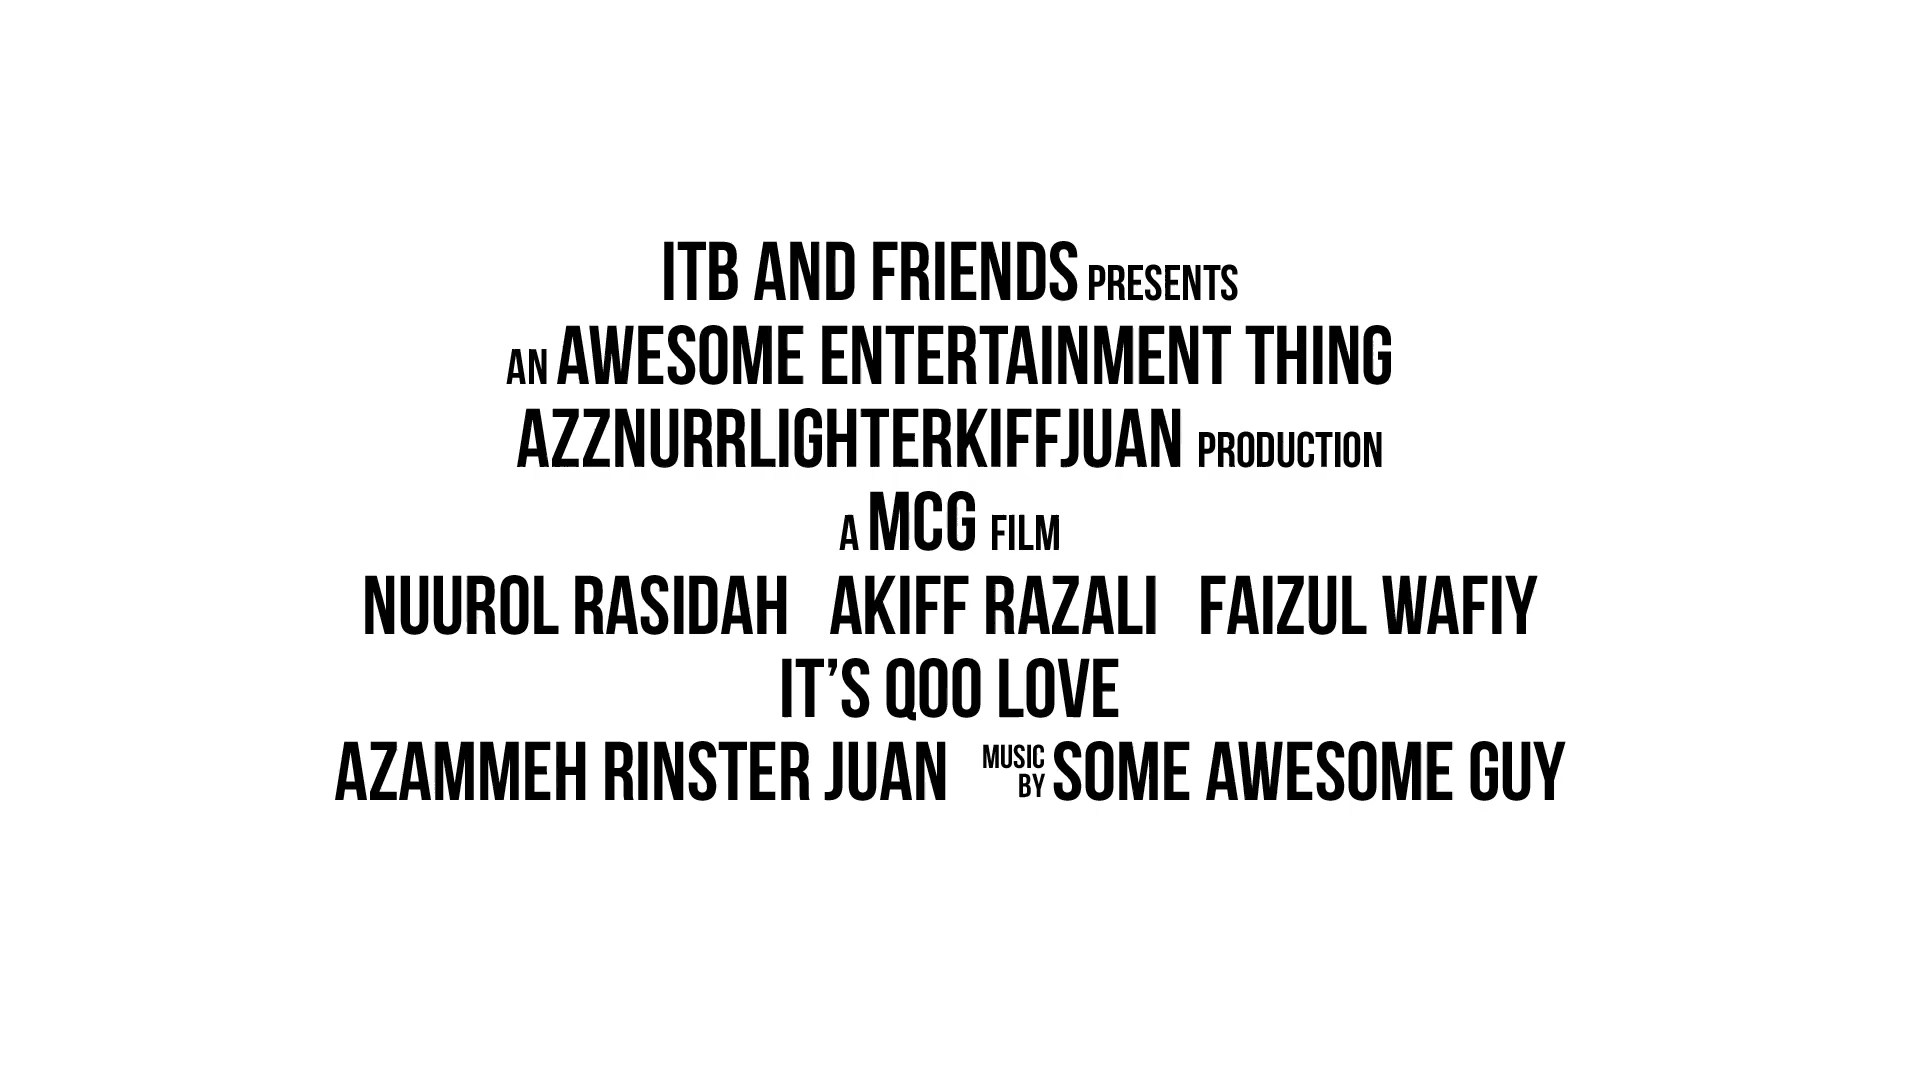 ITB AND FRIENDS PRESENTS
AN AWESOME ENTERTAINMENT THING
AZZNURRLIGHTERKIFFJUAN PRODUCTION
A MCG FILM
NUUROL RASIDAH AKIFF RAZALI FAIZUL WAFIY
IT’S QOO LOVE
AZAMMEH RINSTER JUAN MUSIC BY SOME AWESOME GUY